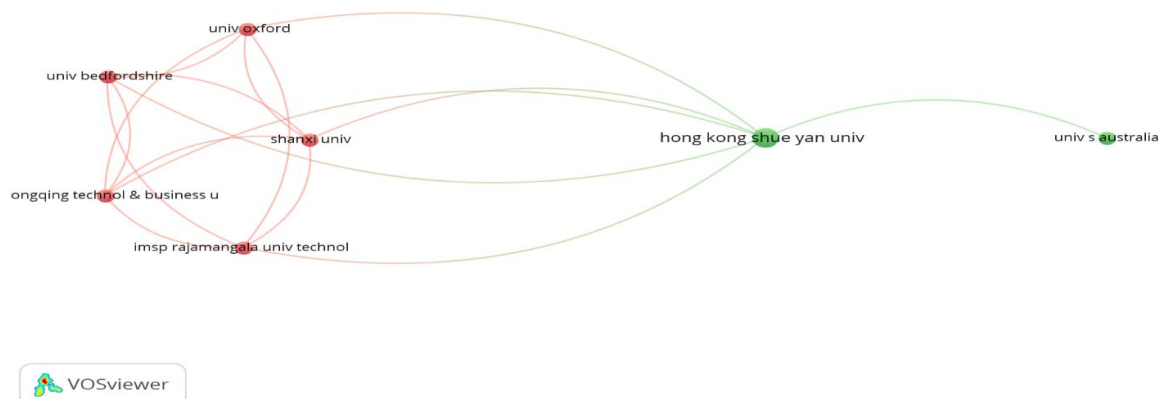 univ oxford
univ bedfordshire
shanxi univ
hong kong shue yan univ
univ s australia
ongqing technol & business u
imsp rajamangala univ technol
VOSviewer